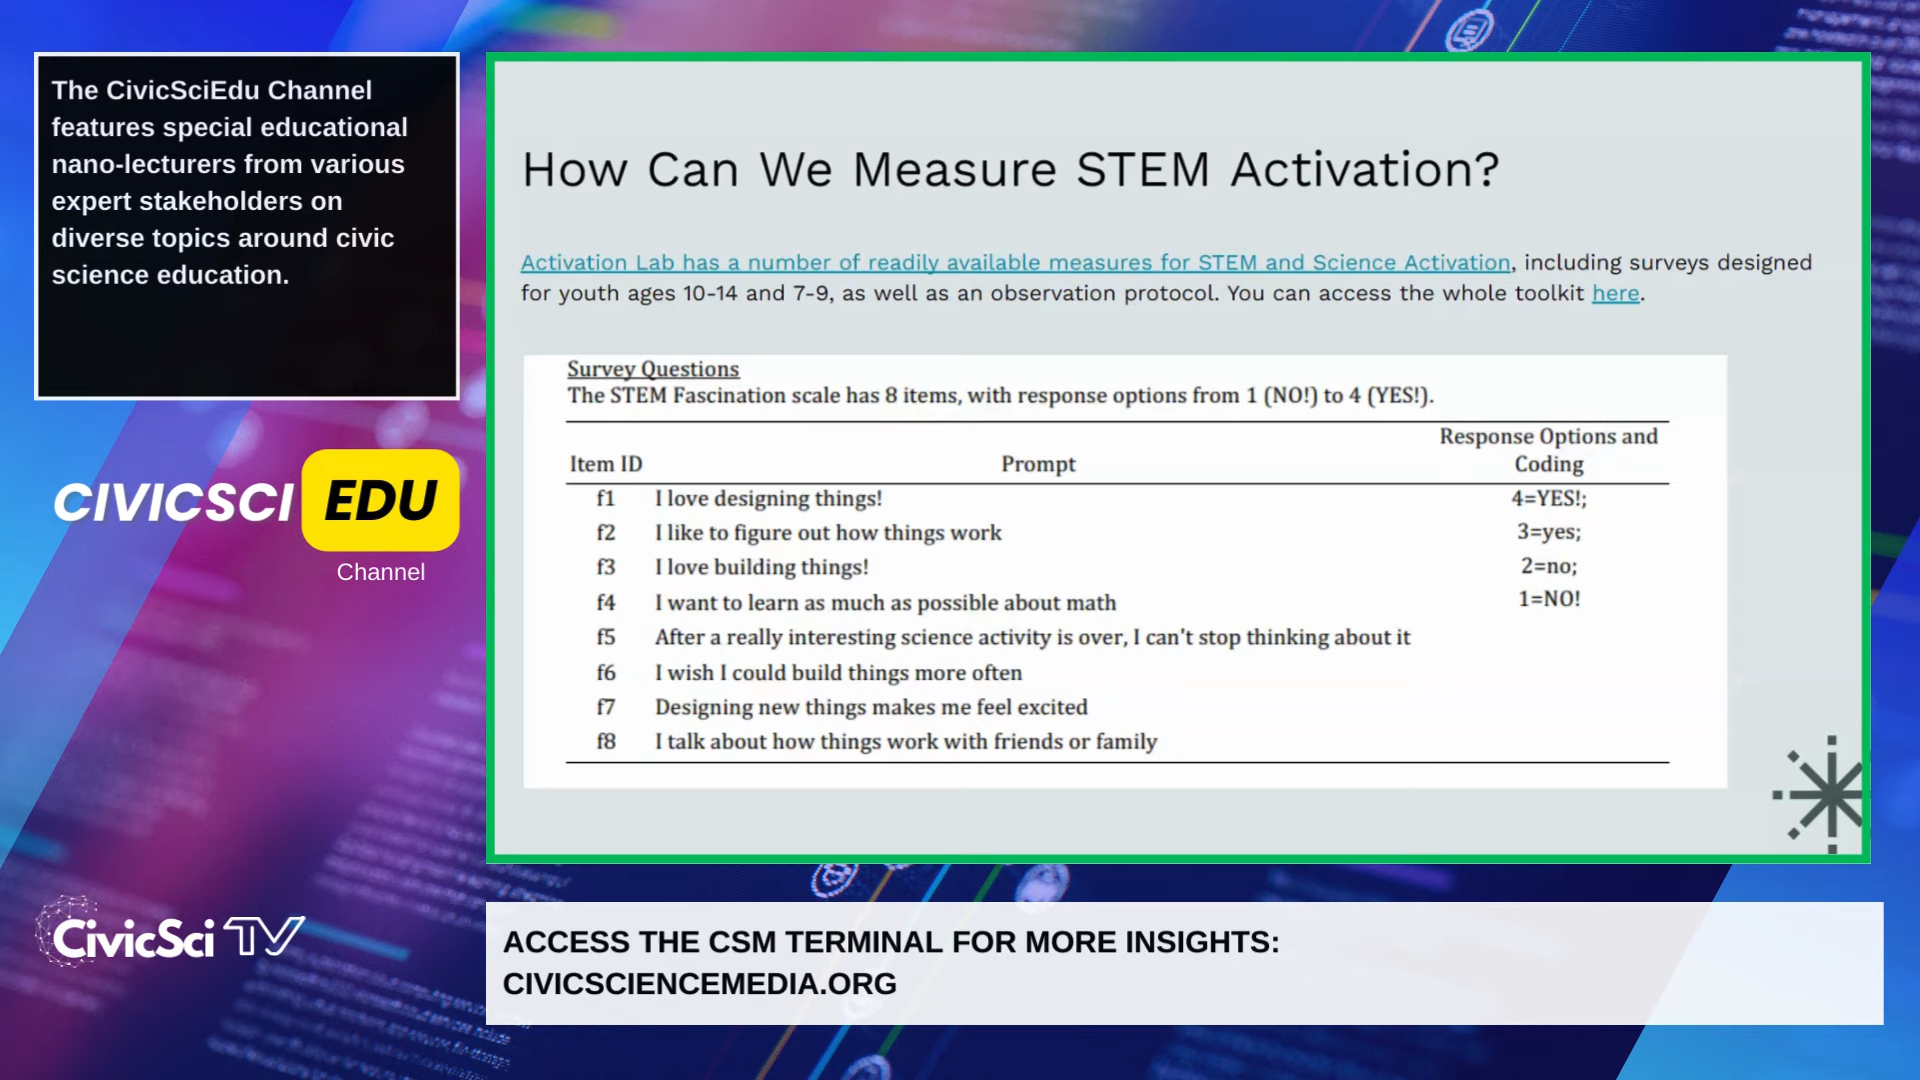 The CivicSciEdu Channel
features special educational
nano-lecturers from various
expert stakeholders on
diverse topics around civic
science education.
CIVICSCI EDU
Channel
CivicSci TV
How Can We Measure STEM Activation?
Activation Lab has a number of readily available measures for STEM and Science Activation, including surveys designed
for youth ages 10-14 and 7-9, as well as an observation protocol. You can access the whole toolkit here.
Survey Questions
The STEM Fascination scale has 8 items, with response options from 1 (NO!) to 4 (YES!).
Response Options and
Item ID Prompt Coding
f1 I love designing things! 4=YES!;
f2 I like to figure out how things work 3=yes;
f3 I love building things! 2=no;
f4 I want to learn as much as possible about math 1=NO!
f5 After a really interesting science activity is over, I can't stop thinking about it
f6 I wish I could build things more often
f7 Designing new things makes me feel excited
f8 I talk about how things work with friends or family
ACCESS THE CSM TERMINAL FOR MORE INSIGHTS:
CIVICSCIENCEMEDIA.ORG